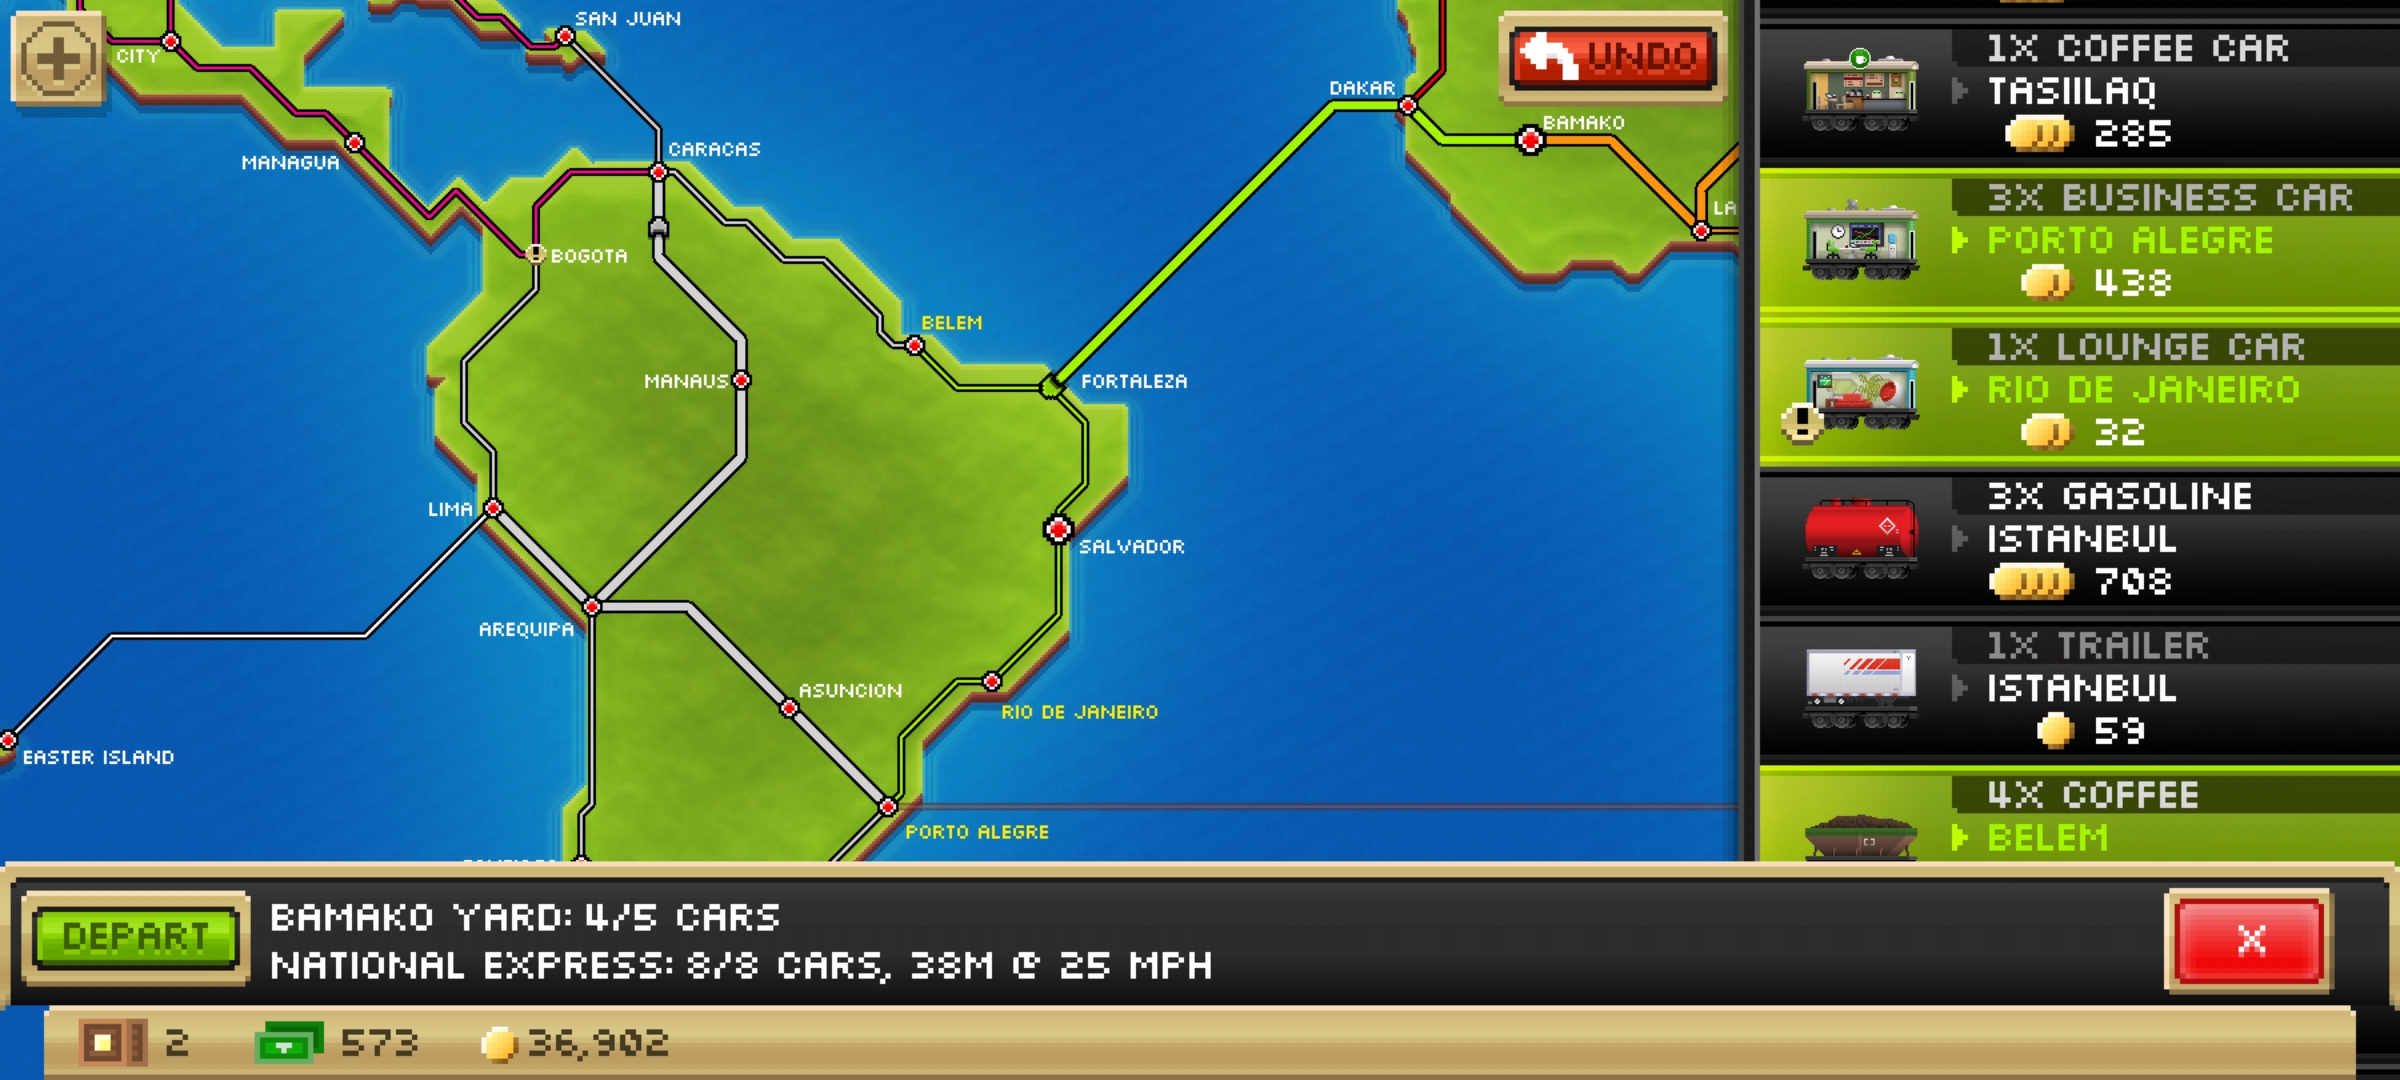 SAN JUAN
CITY
UNDO
DAKAR
BAMAKO
CARACAS
MANAGUA
LA
BOGOTA
BELEM
MANAUS
FORTALEZA
LIMA
SALVADOR
AREQUIPA
ASUNCION
RIO DE JANEIRO
EASTER ISLAND
PORTO ALEGRE
1X COFFEE CAR
TASIILAQ
285
3X BUSINESS CAR
PORTO ALEGRE
438
1X LOUNGE CAR
RIO DE JANEIRO
32
3X GASOLINE
ISTANBUL
708
1X TRAILER
ISTANBUL
59
4X COFFEE
BELEM
DEPART
BAMAKO YARD: 4/5 CARS
NATIONAL EXPRESS: 8/8 CARS, 38M @ 25 MPH
X
2
573
36,902